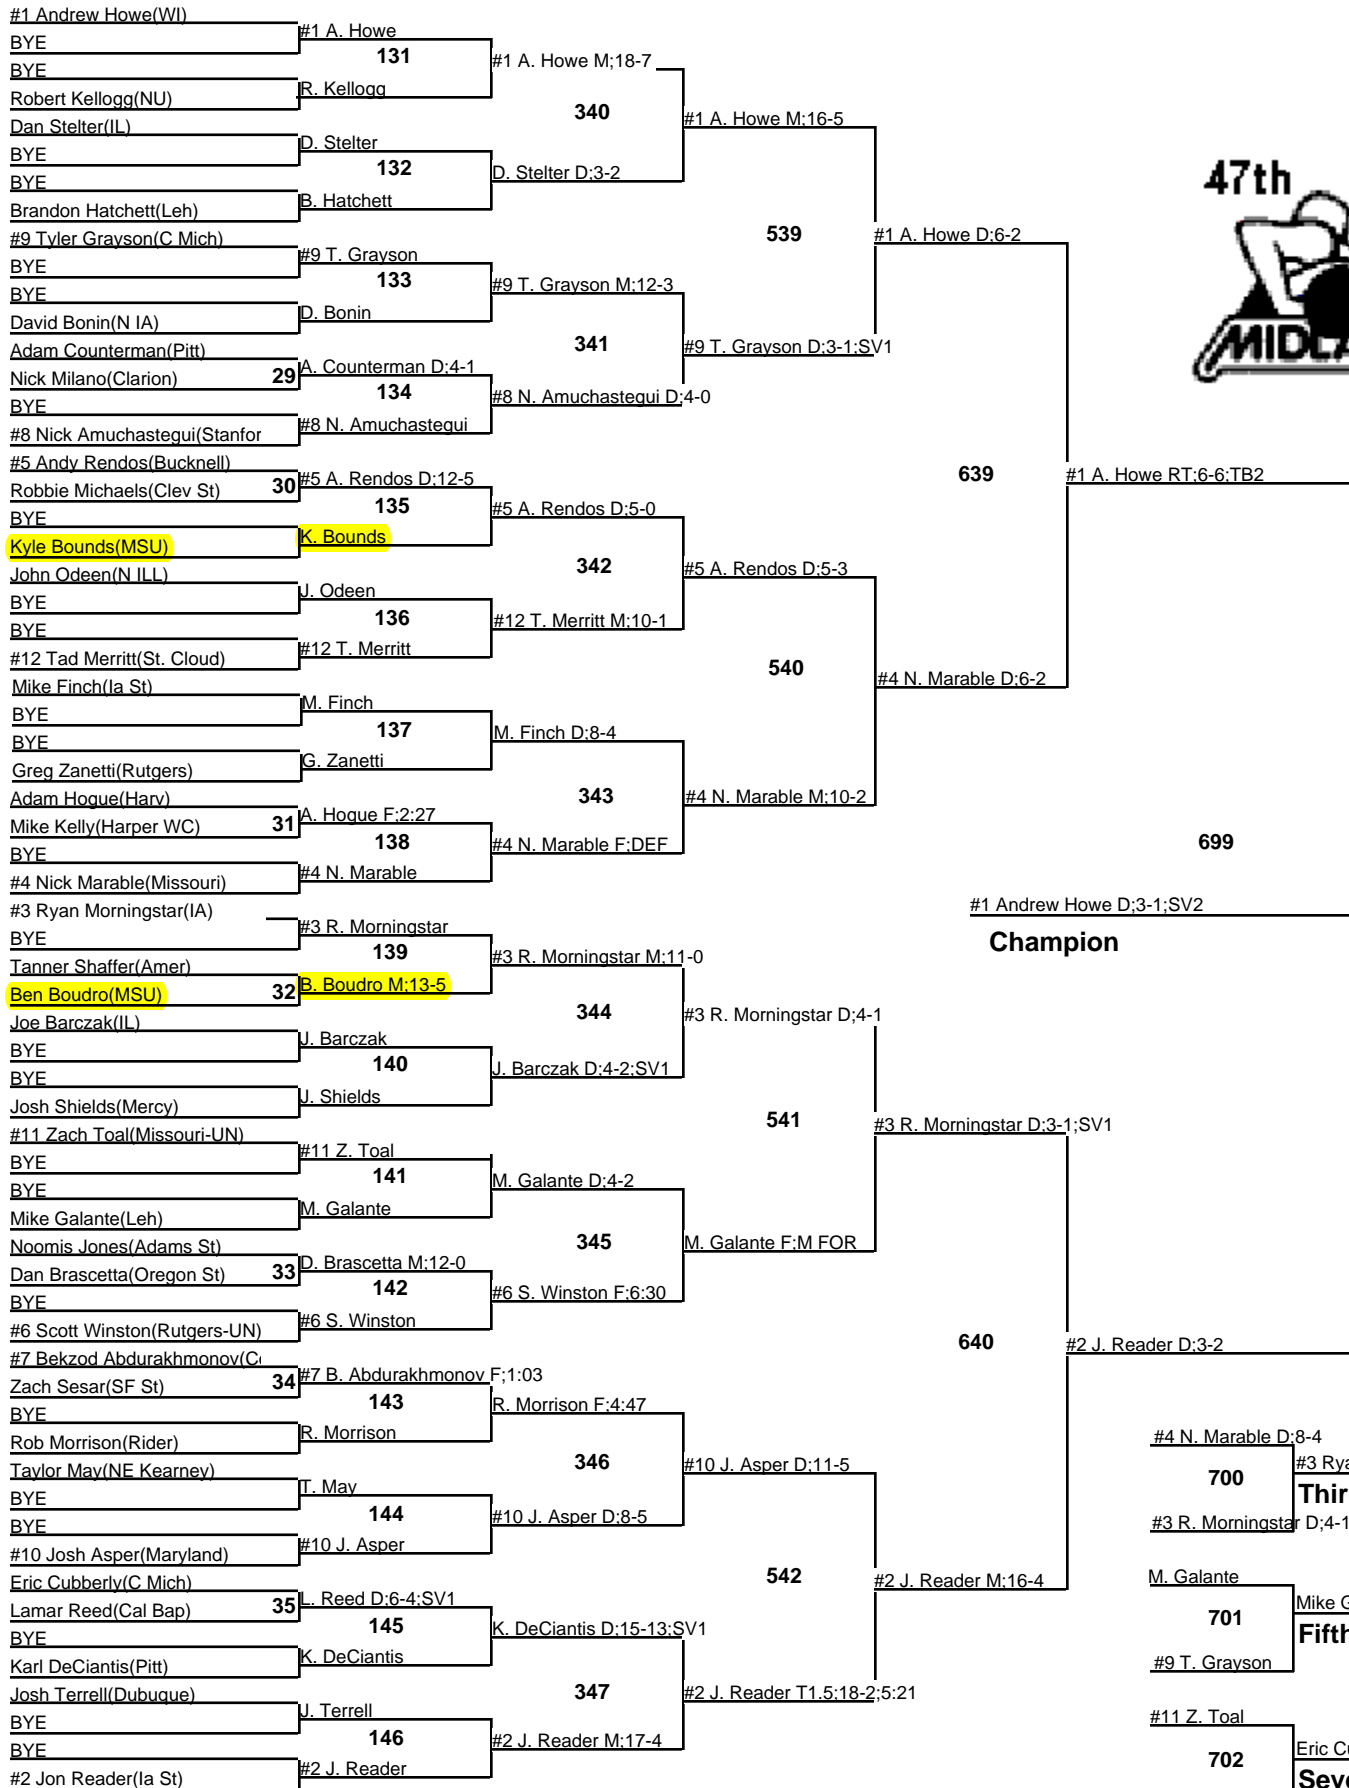 #1 Andrew Howe(WI)
BYE
BYE
Robert Kellogg(NU)
Dan Stelter(IL)
BYE
BYE
Brandon Hatchett(Leh)
#9 Tyler Grayson(C Mich)
BYE
BYE
David Bonin(N IA)
Adam Counterman(Pitt)
Nick Milano(Clarion) 29
BYE
#8 Nick Amuchastegui(Stanfor
#5 Andy Rendos(Bucknell)
Robbie Michaels(Clev St) 30
BYE
Kyle Bounds(MSU)
John Odeen(N ILL)
BYE
BYE
#12 Tad Merritt(St. Cloud)
Mike Finch(Ia St)
BYE
BYE
Greg Zanetti(Rutgers)
Adam Hogue(Harv)
Mike Kelly(Harper WC) 31
BYE
#4 Nick Marable(Missouri)
#3 Ryan Morningstar(IA)
BYE
Tanner Shaffer(Amer)
Ben Boudro(MSU) 32
Joe Barczak(IL)
BYE
BYE
Josh Shields(Mercy)
#11 Zach Toal(Missouri-UN)
BYE
BYE
Mike Galante(Leh)
Noomis Jones(Adams St)
Dan Brascetta(Oregon St) 33
BYE
#6 Scott Winston(Rutgers-UN)
#7 Bekzod Abdurakhmonov(C
Zach Sesar(SF St) 34
BYE
Rob Morrison(Rider)
Taylor May(NE Kearney)
BYE
BYE
#10 Josh Asper(Maryland)
Eric Cubberly(C Mich)
Lamar Reed(Cal Bap) 35
BYE
Karl DeCiantis(Pitt)
Josh Terrell(Dubuque)
BYE
BYE
#2 Jon Reader(Ia St)
#1 A. Howe
131
R. Kellogg
D. Stelter
132
B. Hatchett
#9 T. Grayson
133
D. Bonin
A. Counterman D;4-1
134
#8 N. Amuchastegui
#5 A. Rendos D;12-5
135
K. Bounds
J. Odeen
136
#12 T. Merritt
M. Finch
137
G. Zanetti
A. Hogue F;2:27
138
#4 N. Marable
#3 R. Morningstar
139
B. Boudro M;13-5
J. Barczak
140
J. Shields
#11 Z. Toal
141
M. Galante
D. Brascetta M;12-0
142
#6 S. Winston
#7 B. Abdurakhmonov F;1:03
143
R. Morrison
T. May
144
#10 J. Asper
L. Reed D;6-4;SV1
145
K. DeCiantis
J. Terrell
146
#2 J. Reader
#1 A. Howe M;18-7
340
D. Stelter D;3-2
#9 T. Grayson M;12-3
341
#8 N. Amuchastegui D;4-0
#5 A. Rendos D;5-0
342
#12 T. Merritt M;10-1
M. Finch D;8-4
343
#4 N. Marable F;DEF
#3 R. Morningstar M;11-0
344
J. Barczak D;4-2;SV1
M. Galante D;4-2
345
#6 S. Winston F;6:30
R. Morrison F;4:47
346
#10 J. Asper D;8-5
K. DeCiantis D;15-13;SV1
347
#2 J. Reader M;17-4
#1 A. Howe M;16-5
539
#9 T. Grayson D;3-1;SV1
#5 A. Rendos D;5-3
540
#4 N. Marable M;10-2
#3 R. Morningstar D;4-1
541
M. Galante F;M FOR
#10 J. Asper D;11-5
542
#2 J. Reader T1.5;18-2;5:21
#1 A. Howe D;6-2
639
#4 N. Marable D;6-2
#3 R. Morningstar D;3-1;SV1
640
#2 J. Reader M;16-4
47th
MIDLA
#1 A. Howe RT;6-6;TB2
699
#1 Andrew Howe D;3-1;SV2
Champion
#2 J. Reader D;3-2
#4 N. Marable D;8-4
700
#3 Rya
Thir
#3 R. Morningstar D;4-1
M. Galante
701
Mike G
Fifth
#9 T. Grayson
#11 Z. Toal
702
Eric Cu
Seve